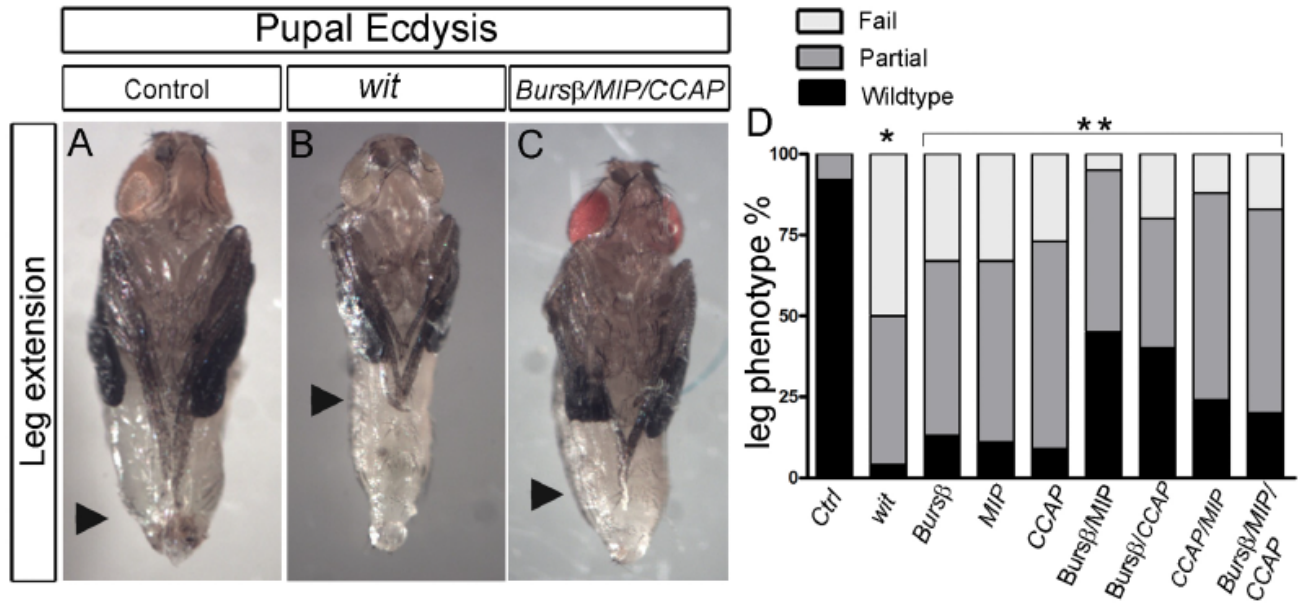 Pupal Ecdysis
Control
wit
Bursβ/MIP/CCAP
Leg extension
A
B
C
Fail
Partial
Wildtype
D
*
**
leg phenotype %
100
75
50
25
0
Ctrl
wit
Bursβ
MIP
CCAP
Bursβ/MIP
Bursβ/CCAP
CCAP/MIP
Bursβ/MIP/
CCAP